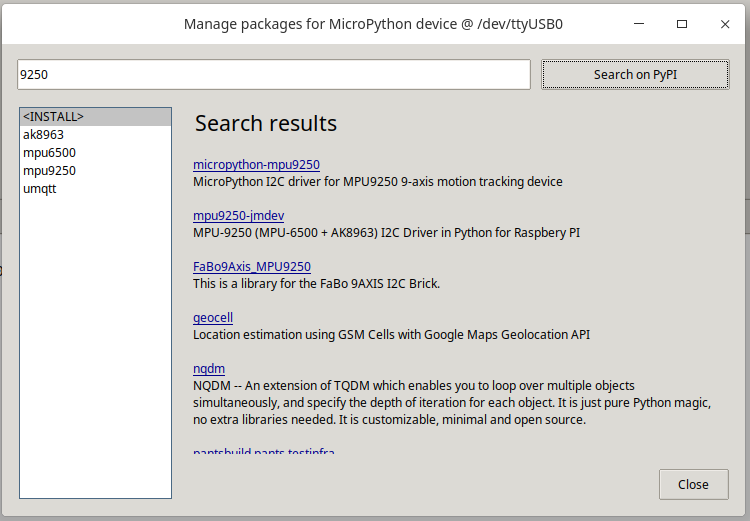 Manage packages for MicroPython device @ /dev/ttyUSB0
9250
Search on PyPI
<INSTALL>
ak8963
mpu6500
mpu9250
umqtt
Search results
micropython-mpu9250
MicroPython I2C driver for MPU9250 9-axis motion tracking device
mpu9250-jmdev
MPU-9250 (MPU-6500 + AK8963) I2C Driver in Python for Raspbery PI
FaBo9Axis_MPU9250
This is a library for the FaBo 9AXIS I2C Brick.
geocell
Location estimation using GSM Cells with Google Maps Geolocation API
nqdm
NQDM -- An extension of TQDM which enables you to loop over multiple objects
simultaneously, and specify the depth of iteration for each object. It is just pure Python magic,
no extra libraries needed. It is customizable, minimal and open source.
pantsbuild.pants.testinfra
Close